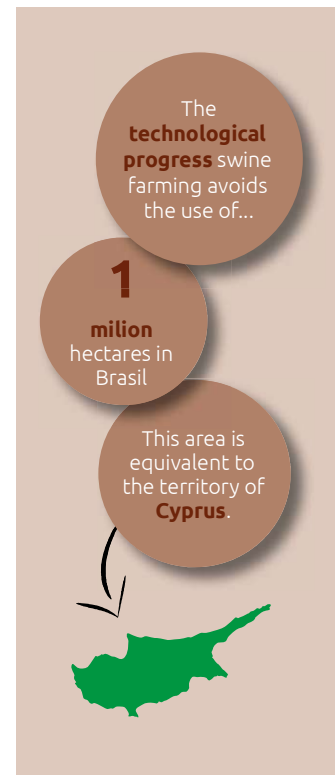 The
technological
progress swine
farming avoids
the use of...
1
milion
hectares in
Brasil
This area is
equivalent to
the territory of
Cyprus.